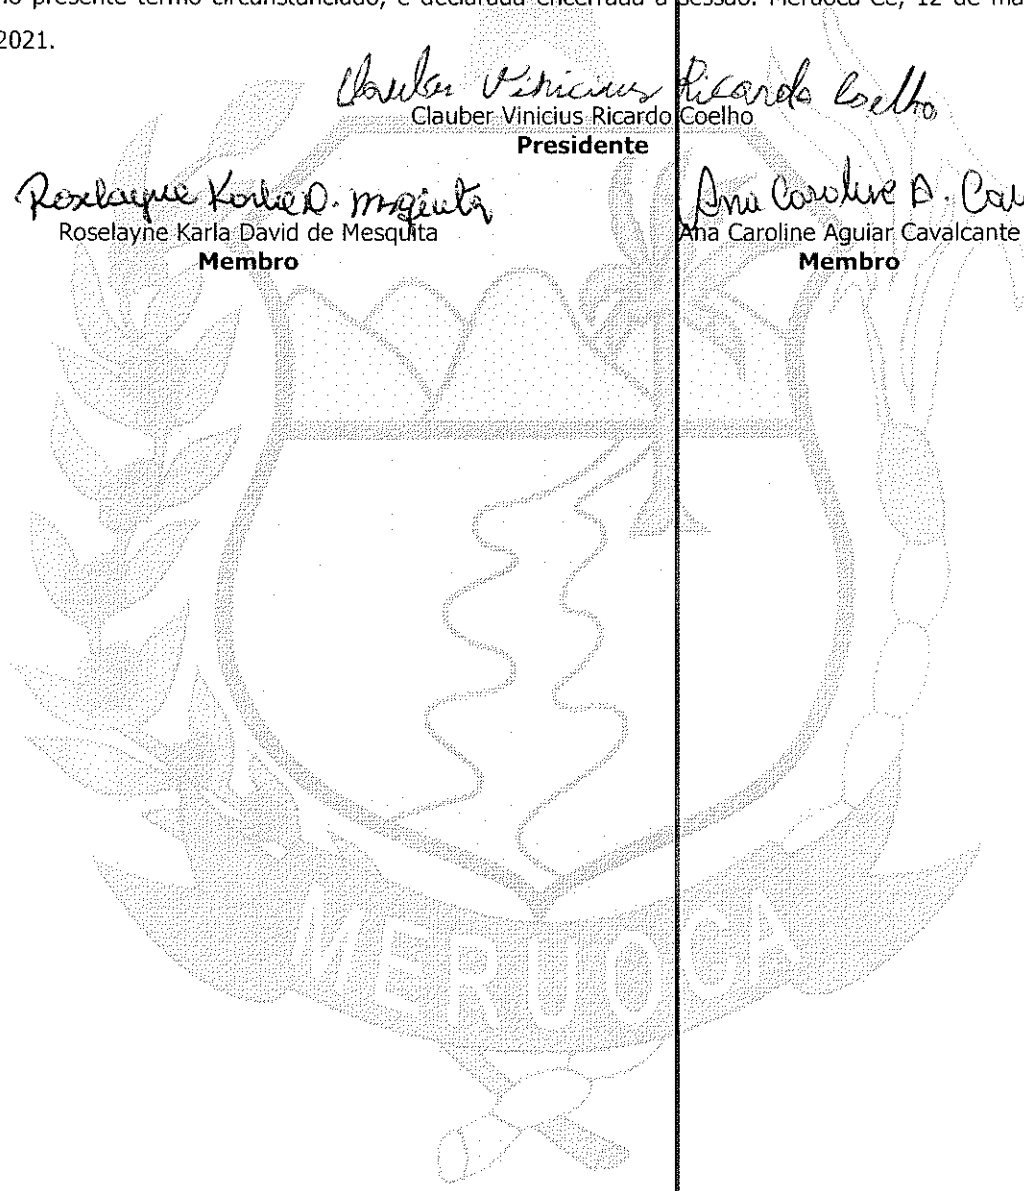 no presente termo circunstanciado, e declarada encerrada a sessão. Meruoca-Ce, 12 de
2021.
Clauber Vinicius Ricardo Coelho
Clauber Vinicius Ricardo Coelho
Presidente
Roselayne Karla D. Mesquita
Ana Caroline A.
Roselayne Karla David de Mesquita
Ana Caroline Aguiar Cavalcante
Membro
Membro
MERUOCA